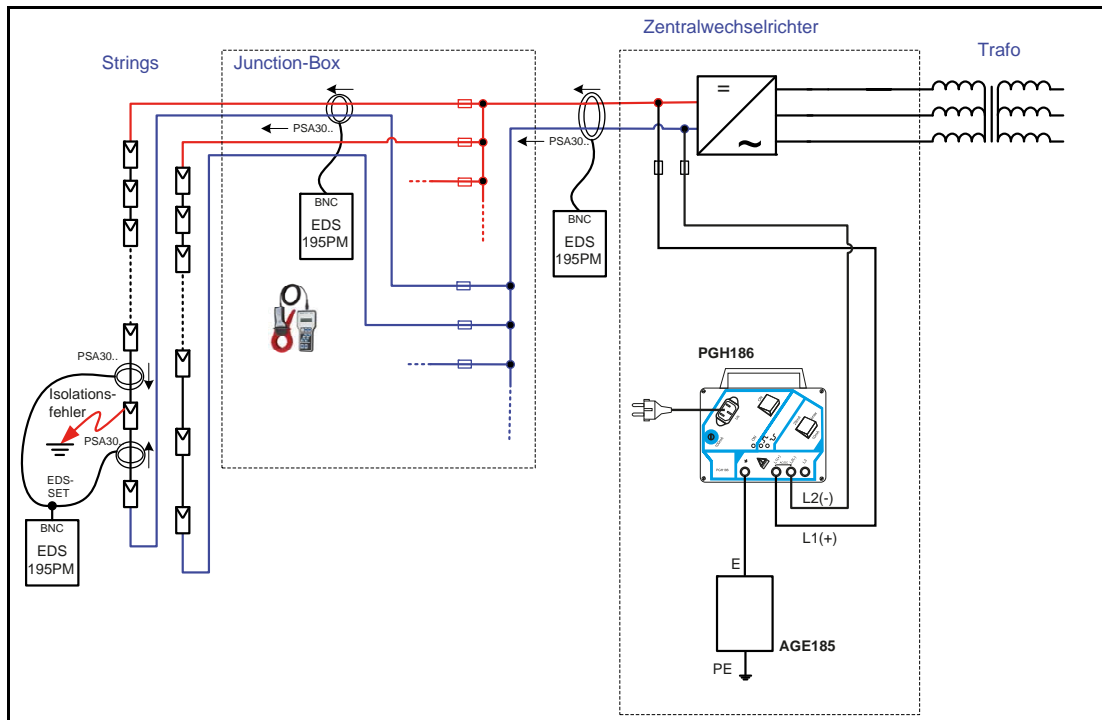 Zentralwechselrichter
Strings
Junction-Box
Trafo
=
~
PSA30..
PSA30..
BNC
EDS
195PM
BNC
EDS
195PM
PSA30..
Isolations-
fehler
PSA30..
EDS-
SET
BNC
EDS
195PM
PGH186
L2(-)
L1(+)
E
AGE185
PE